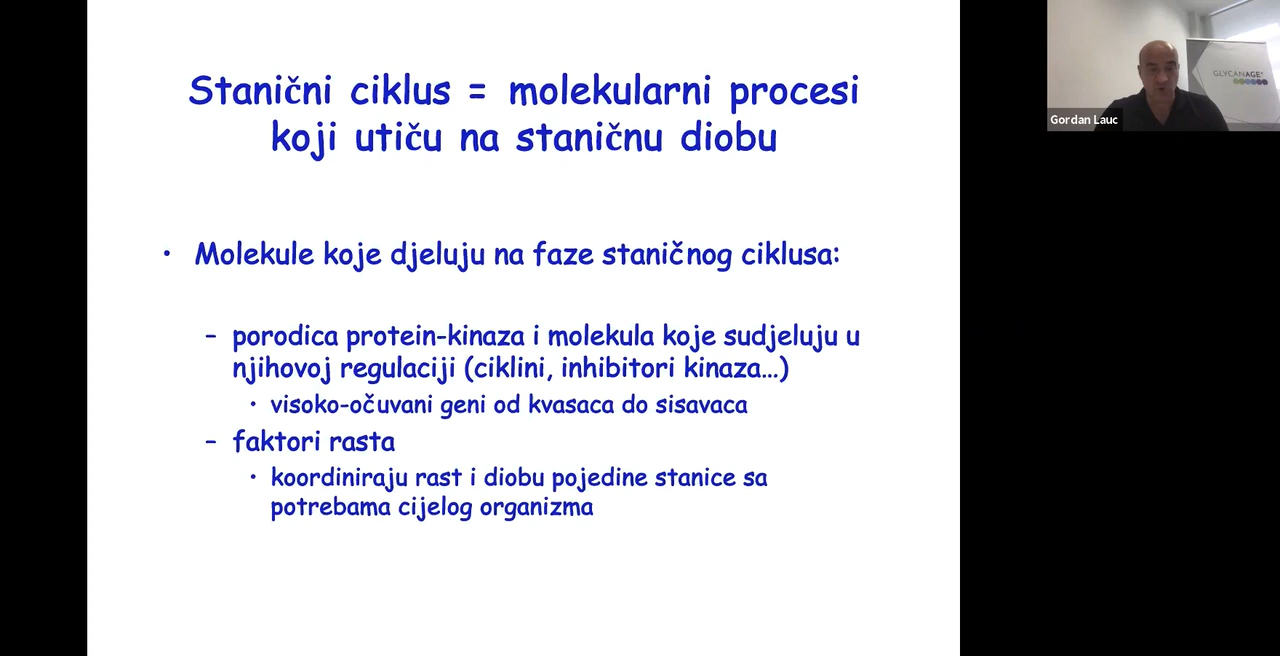 Stanični ciklus = molekularni procesi
koji utiču na staničnu diobu
• Molekule koje djeluju na faze staničnog ciklusa:
– porodica protein-kinaza i molekula koje sudjeluju u
njihovoj regulaciji (ciklini, inhibitori kinaza…)
• visoko-očuvani geni od kvasaca do sisavaca
– faktori rasta
• koordiniraju rast i diobu pojedine stanice sa
potrebama cijelog organizma
GLYCANAGE
Gordan Lauc